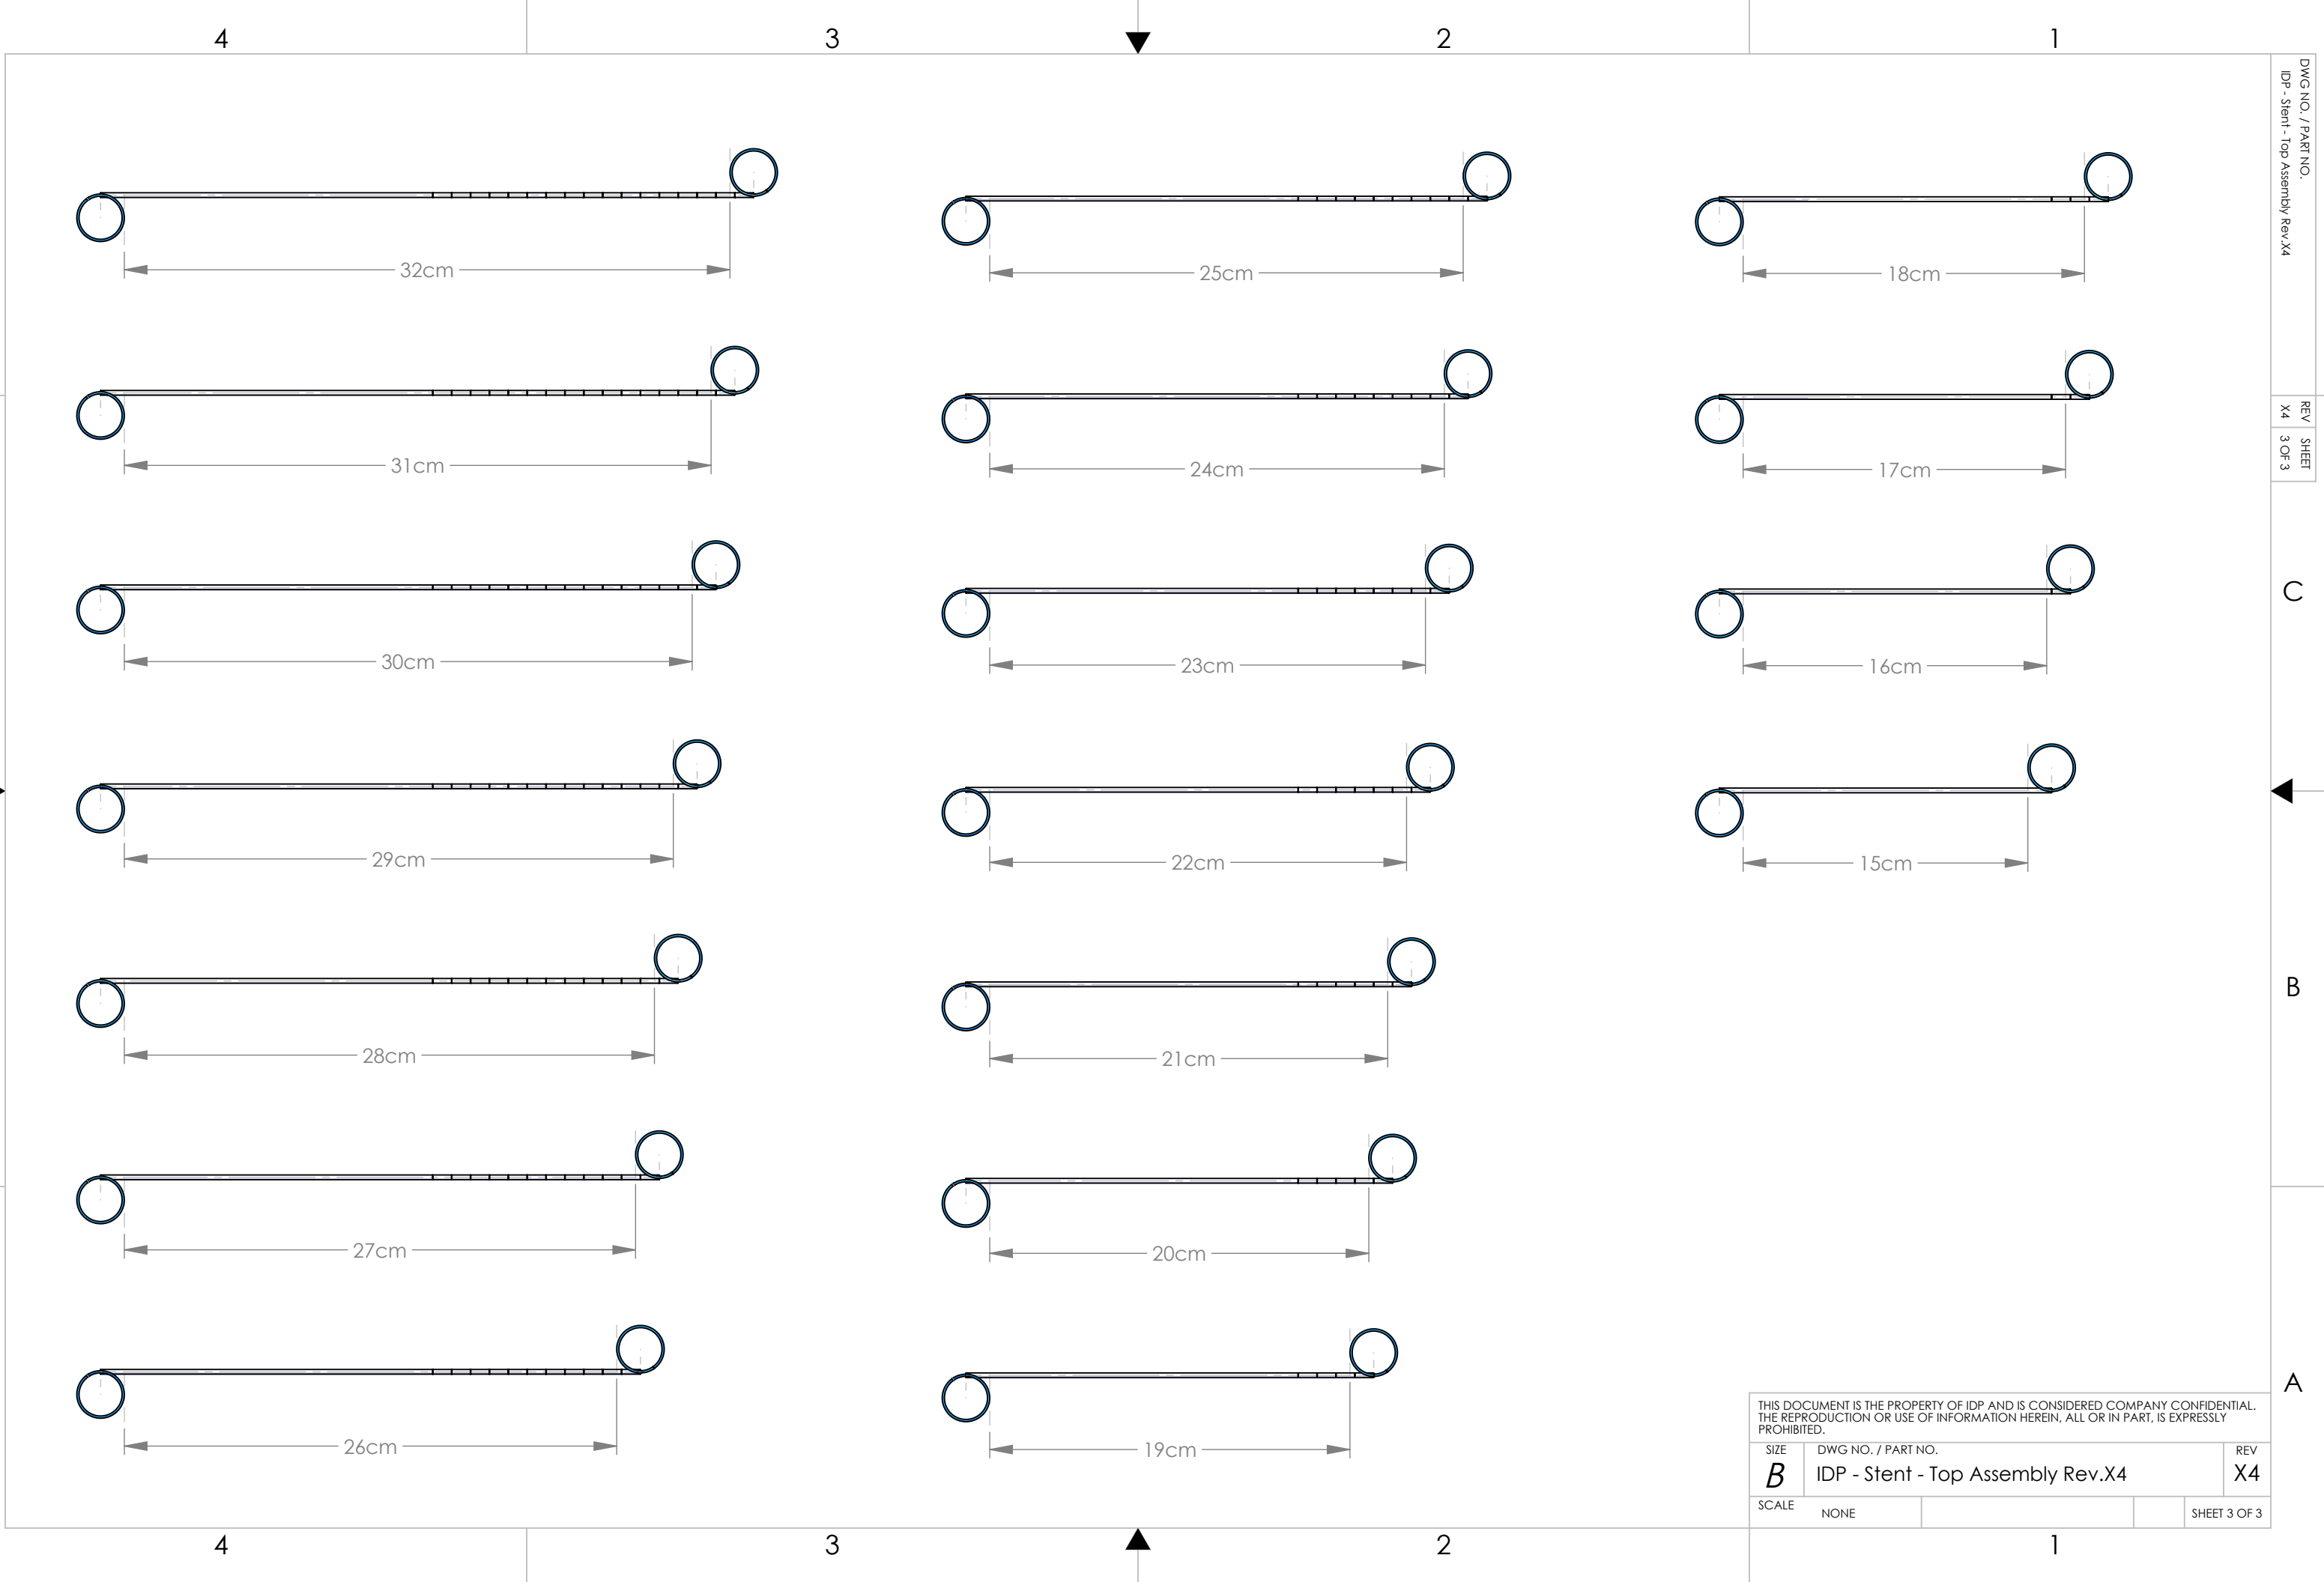 4 3 2 1
DWG NO. / PART NO.
IDP - Stent - Top Assembly Rev.X4
REV
X4
SHEET
3 OF 3
32cm 25cm 18cm
31cm 24cm 17cm
30cm 23cm 16cm
29cm 22cm 15cm
28cm 21cm
27cm 20cm
26cm 19cm
C
B
A
THIS DOCUMENT IS THE PROPERTY OF IDP AND IS CONSIDERED COMPANY CONFIDENTIAL.
THE REPRODUCTION OR USE OF INFORMATION HEREIN, ALL OR IN PART, IS EXPRESSLY
PROHIBITED.
SIZE DWG NO. / PART NO. REV
B IDP - Stent - Top Assembly Rev.X4 X4
SCALE NONE SHEET 3 OF 3
4 3 2 1